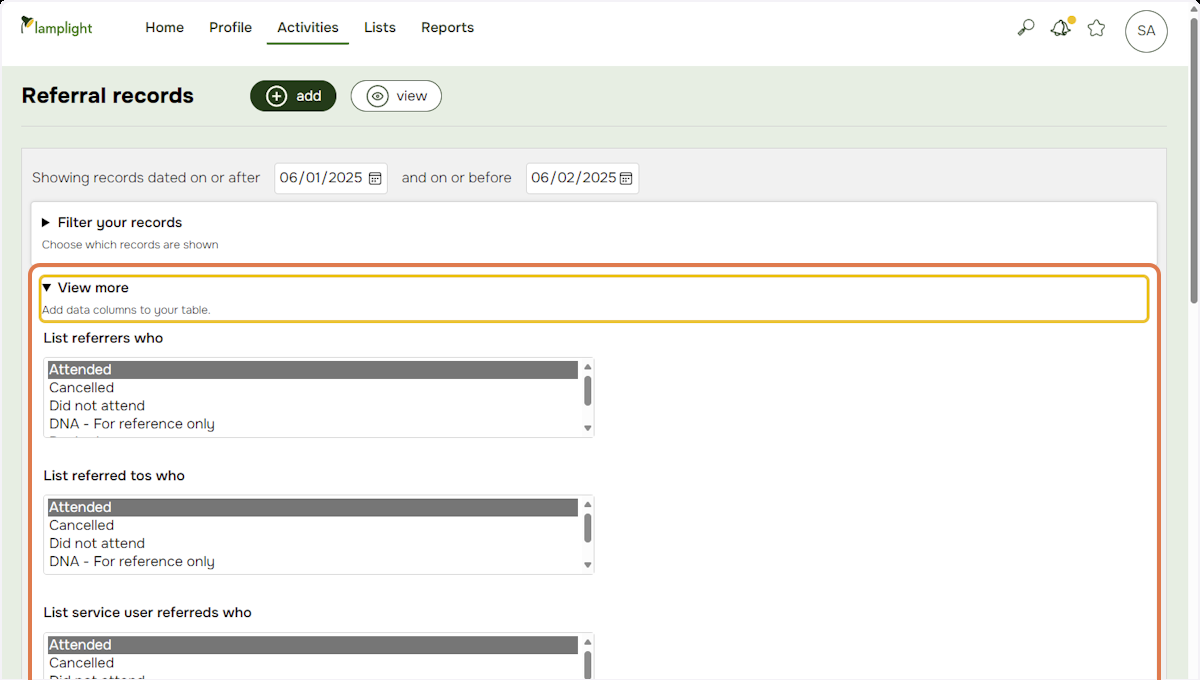 lamplight
Home Profile Activities Lists Reports
SA
Referral records
add
view
Showing records dated on or after 06/01/2025 and on or before 06/02/2025
Filter your records
Choose which records are shown
View more
Add data columns to your table.
List referrers who
Attended
Cancelled
Did not attend
DNA - For reference only
List referred tos who
Attended
Cancelled
Did not attend
DNA - For reference only
List service user referreds who
Attended
Cancelled
Did not attend